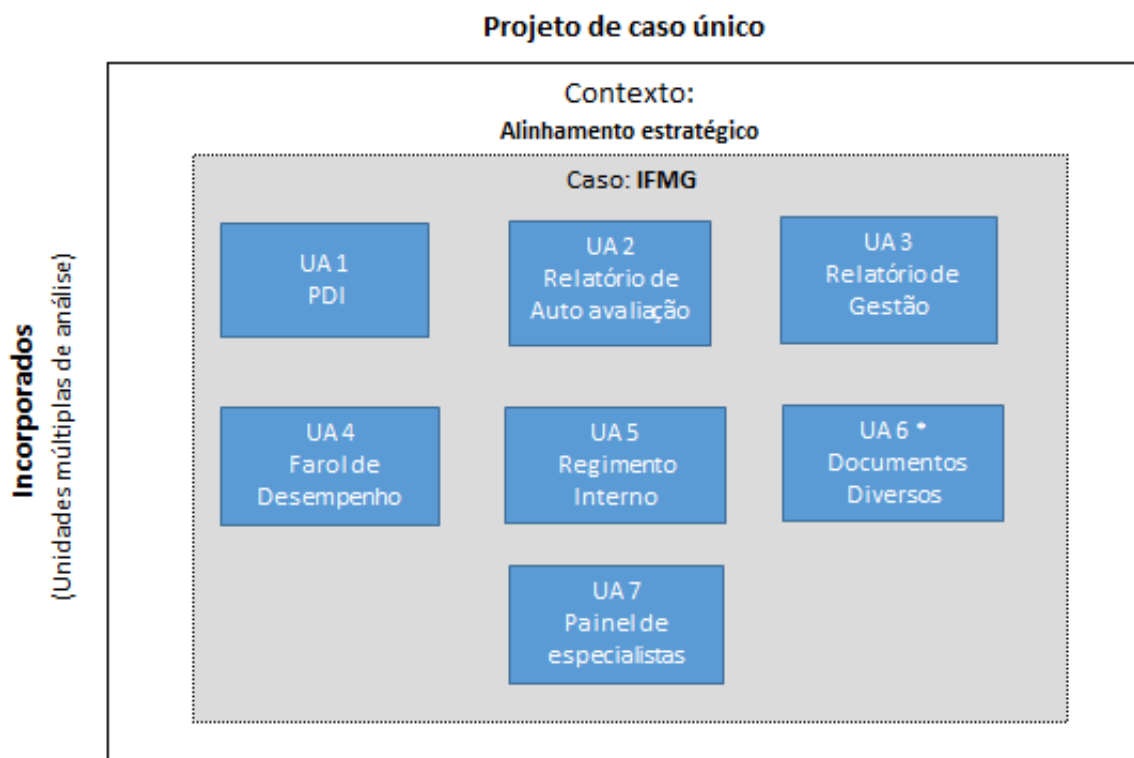 Projeto de caso único
Contexto:
Alinhamento estratégico
Caso: IFMG
Incorporados
(Unidades múltiplas de análise)
UA 1
PDI
UA 2
Relatório de
Auto avaliação
UA 3
Relatório de
Gestão
UA 4
Farol de
Desempenho
UA 5
Regimento
Interno
UA 6 *
Documentos
Diversos
UA 7
Painel de
especialistas